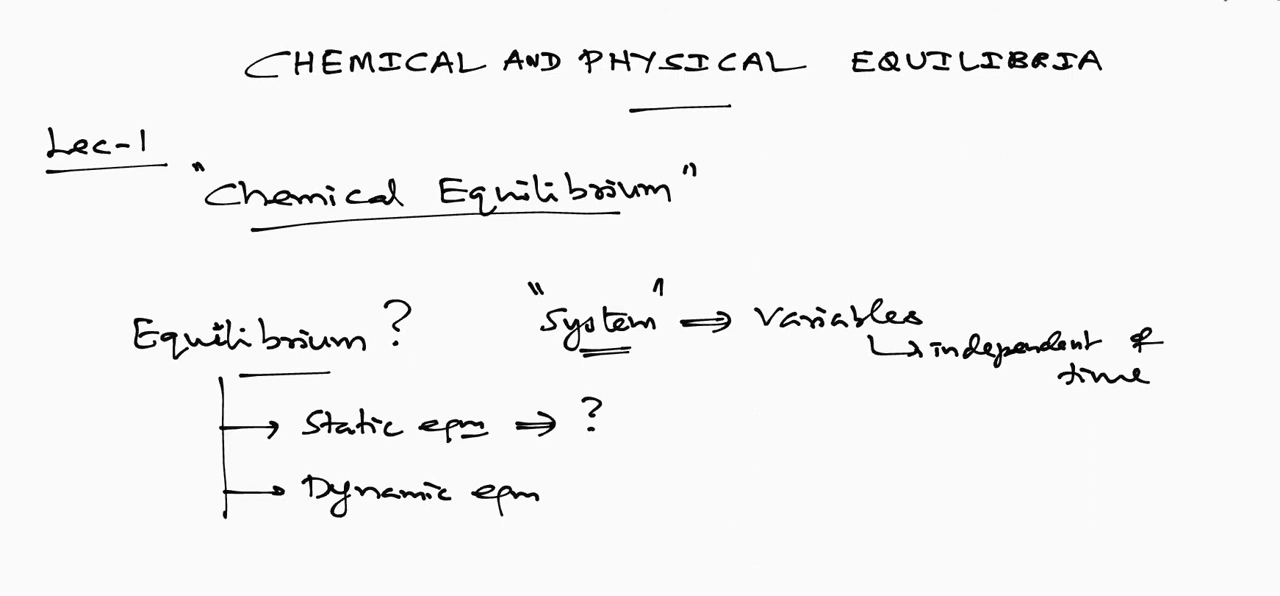 CHEMICAL AND PHYSICAL EQUILIBRIA
Lec-1
"Chemical Equilibrium"
Equilibrium ? "System" ⇒ Variables
↳ independent of
time
→ Static eqm ⇒ ?
→ Dynamic eqm